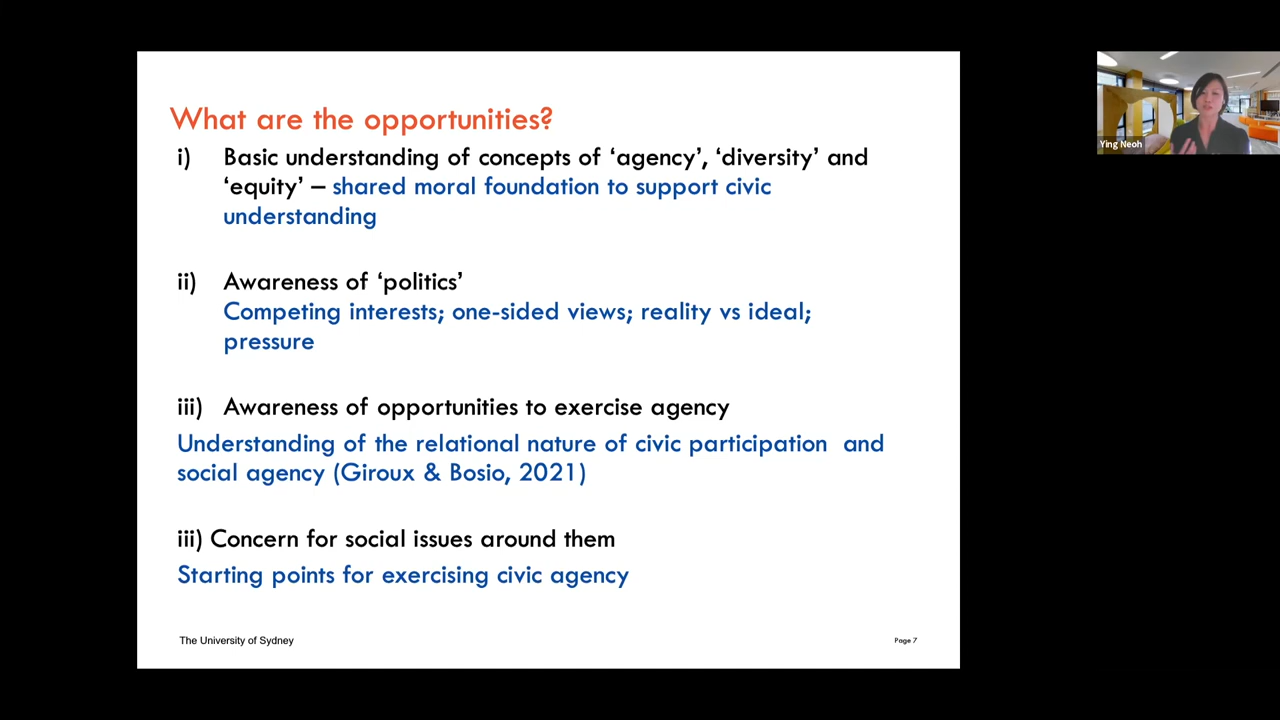 What are the opportunities?
i) Basic understanding of concepts of ‘agency’, ‘diversity’ and
‘equity’ – shared moral foundation to support civic
understanding
ii) Awareness of ‘politics’
Competing interests; one-sided views; reality vs ideal;
pressure
iii) Awareness of opportunities to exercise agency
Understanding of the relational nature of civic participation and
social agency (Giroux & Bosio, 2021)
iii) Concern for social issues around them
Starting points for exercising civic agency
The University of Sydney
Page 7
Ying Neoh